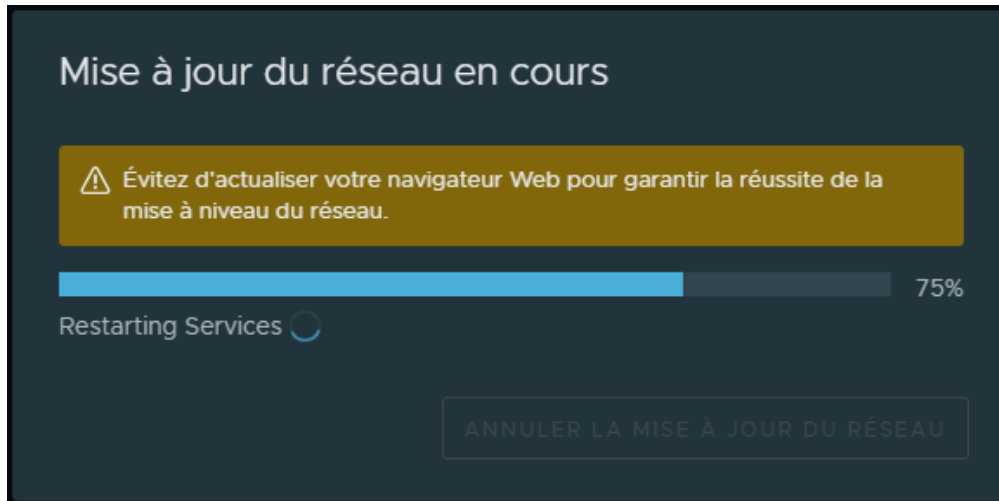 Mise à jour du réseau en cours
Évitez d'actualiser votre navigateur Web pour garantir la réussite de la
mise à niveau du réseau.
75%
Restarting Services
ANNULER LA MISE À JOUR DU RÉSEAU